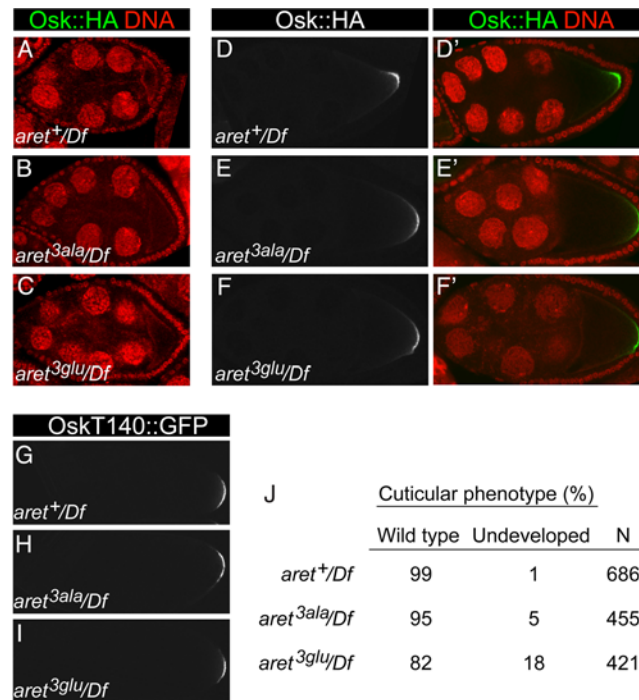 Osk::HA DNA
Osk::HA
Osk::HA DNA
A
aret+/Df
D
aret+/Df
D'
B
aret3ala/Df
E
aret3ala/Df
E'
C
aret3glu/Df
F
aret3glu/Df
F'
OskT140::GFP
G
aret+/Df
H
aret3ala/Df
I
aret3glu/Df
J
Cuticular phenotype (%)
Wild type Undeveloped N
aret+/Df 99 1 686
aret3ala/Df 95 5 455
aret3glu/Df 82 18 421